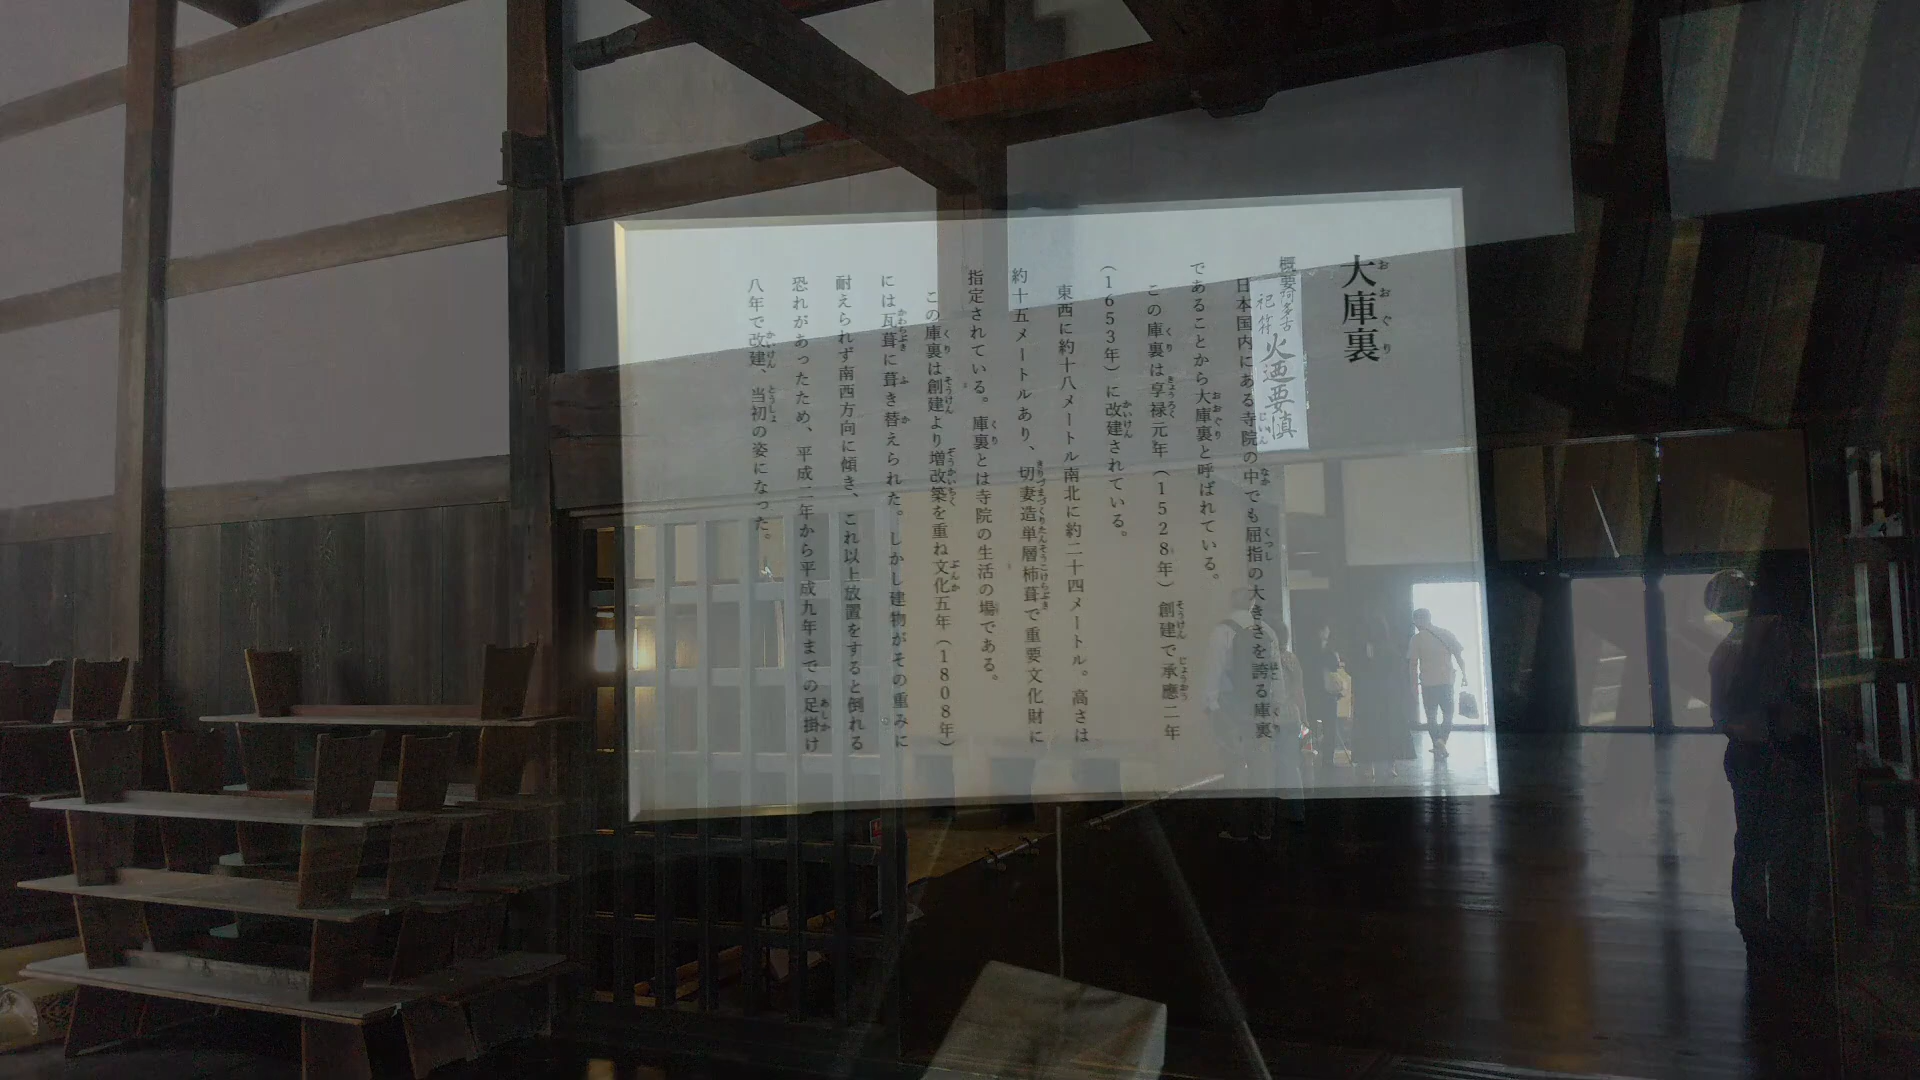 大庫裏
おおぐり
概要
日本国内にある寺院の中でも屈指の大きさを誇る庫裏
であることから大庫裏と呼ばれている。
この庫裏は享禄元年（1528年）創建で承應二年
（1653年）に改建されている。
東西に約十八メートル南北に約二十四メートル。高さは
約十五メートルあり、切妻造単層柿葺で重要文化財に
指定されている。庫裏とは寺院の生活の場である。
この庫裏は創建より増改築を重ね文化五年（1808年）
には瓦葺に葺き替えられた。しかし建物がその重みに
耐えられず南西方向に傾き、これ以上放置をすると倒れる
恐れがあったため、平成二年から平成九年までの足掛け
八年で改建、当初の姿になった。
火迺要慎